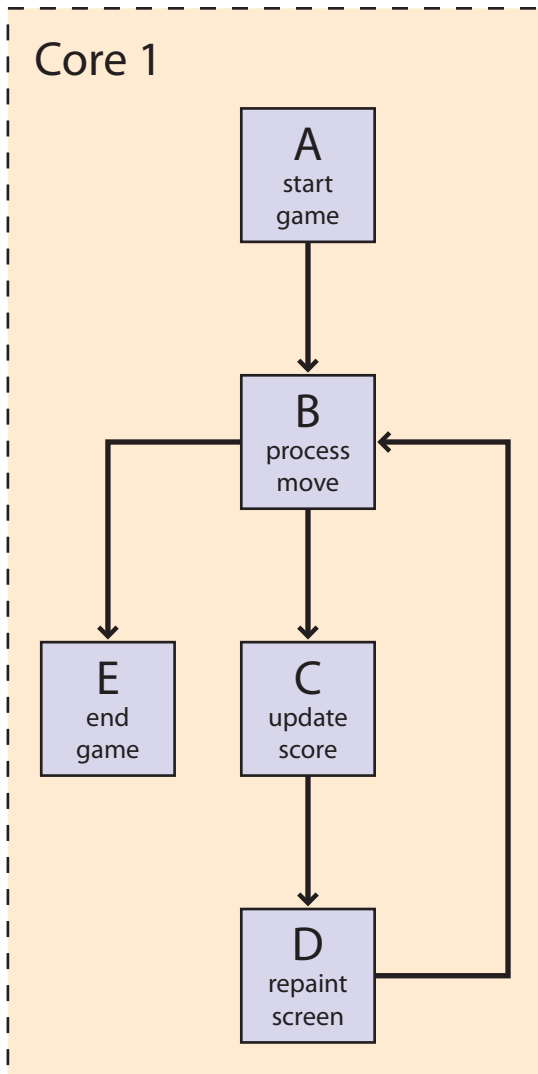 Core 1
A
start
game
B
process
move
E
end
game
C
update
score
D
repaint
screen